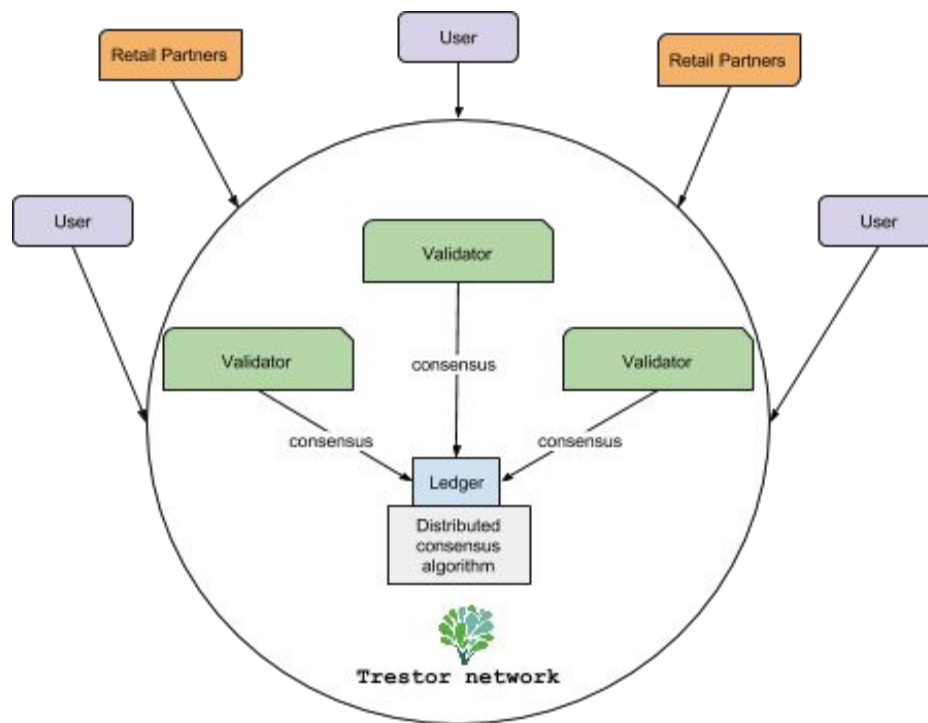 User
Retail Partners
Retail Partners
User
User
Validator
Validator
Validator
consensus
consensus
consensus
Ledger
Distributed
consensus
algorithm
Trestor network